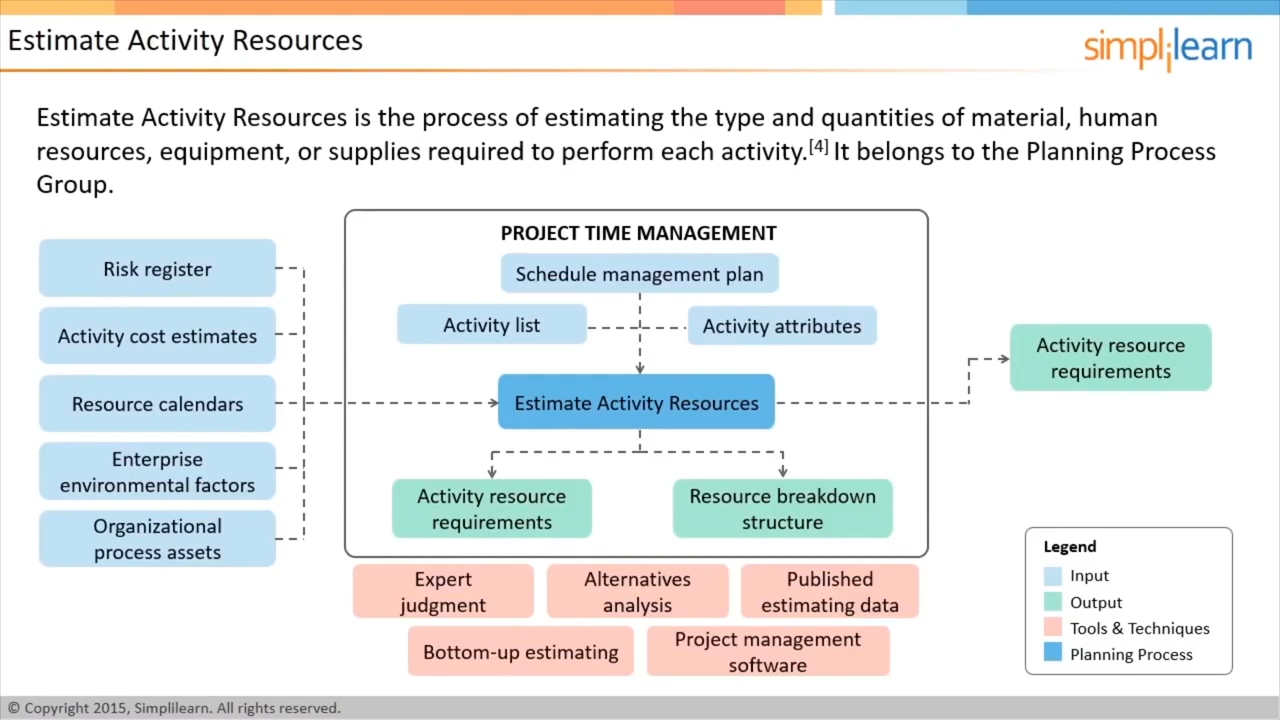 Estimate Activity Resources
simplilearn
Estimate Activity Resources is the process of estimating the type and quantities of material, human
resources, equipment, or supplies required to perform each activity.[4] It belongs to the Planning Process
Group.
PROJECT TIME MANAGEMENT
Schedule management plan
Activity list
Activity attributes
Risk register
Activity cost estimates
Resource calendars
Enterprise
environmental factors
Organizational
process assets
Estimate Activity Resources
Activity resource
requirements
Resource breakdown
structure
Activity resource
requirements
Expert
judgment
Alternatives
analysis
Published
estimating data
Bottom-up estimating
Project management
software
Legend
Input
Output
Tools & Techniques
Planning Process
© Copyright 2015, Simplilearn. All rights reserved.